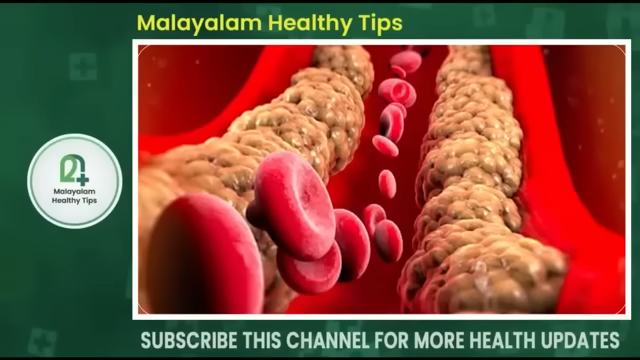 Malayalam Healthy Tips
Malayalam
Healthy Tips
SUBSCRIBE THIS CHANNEL FOR MORE HEALTH UPDATES